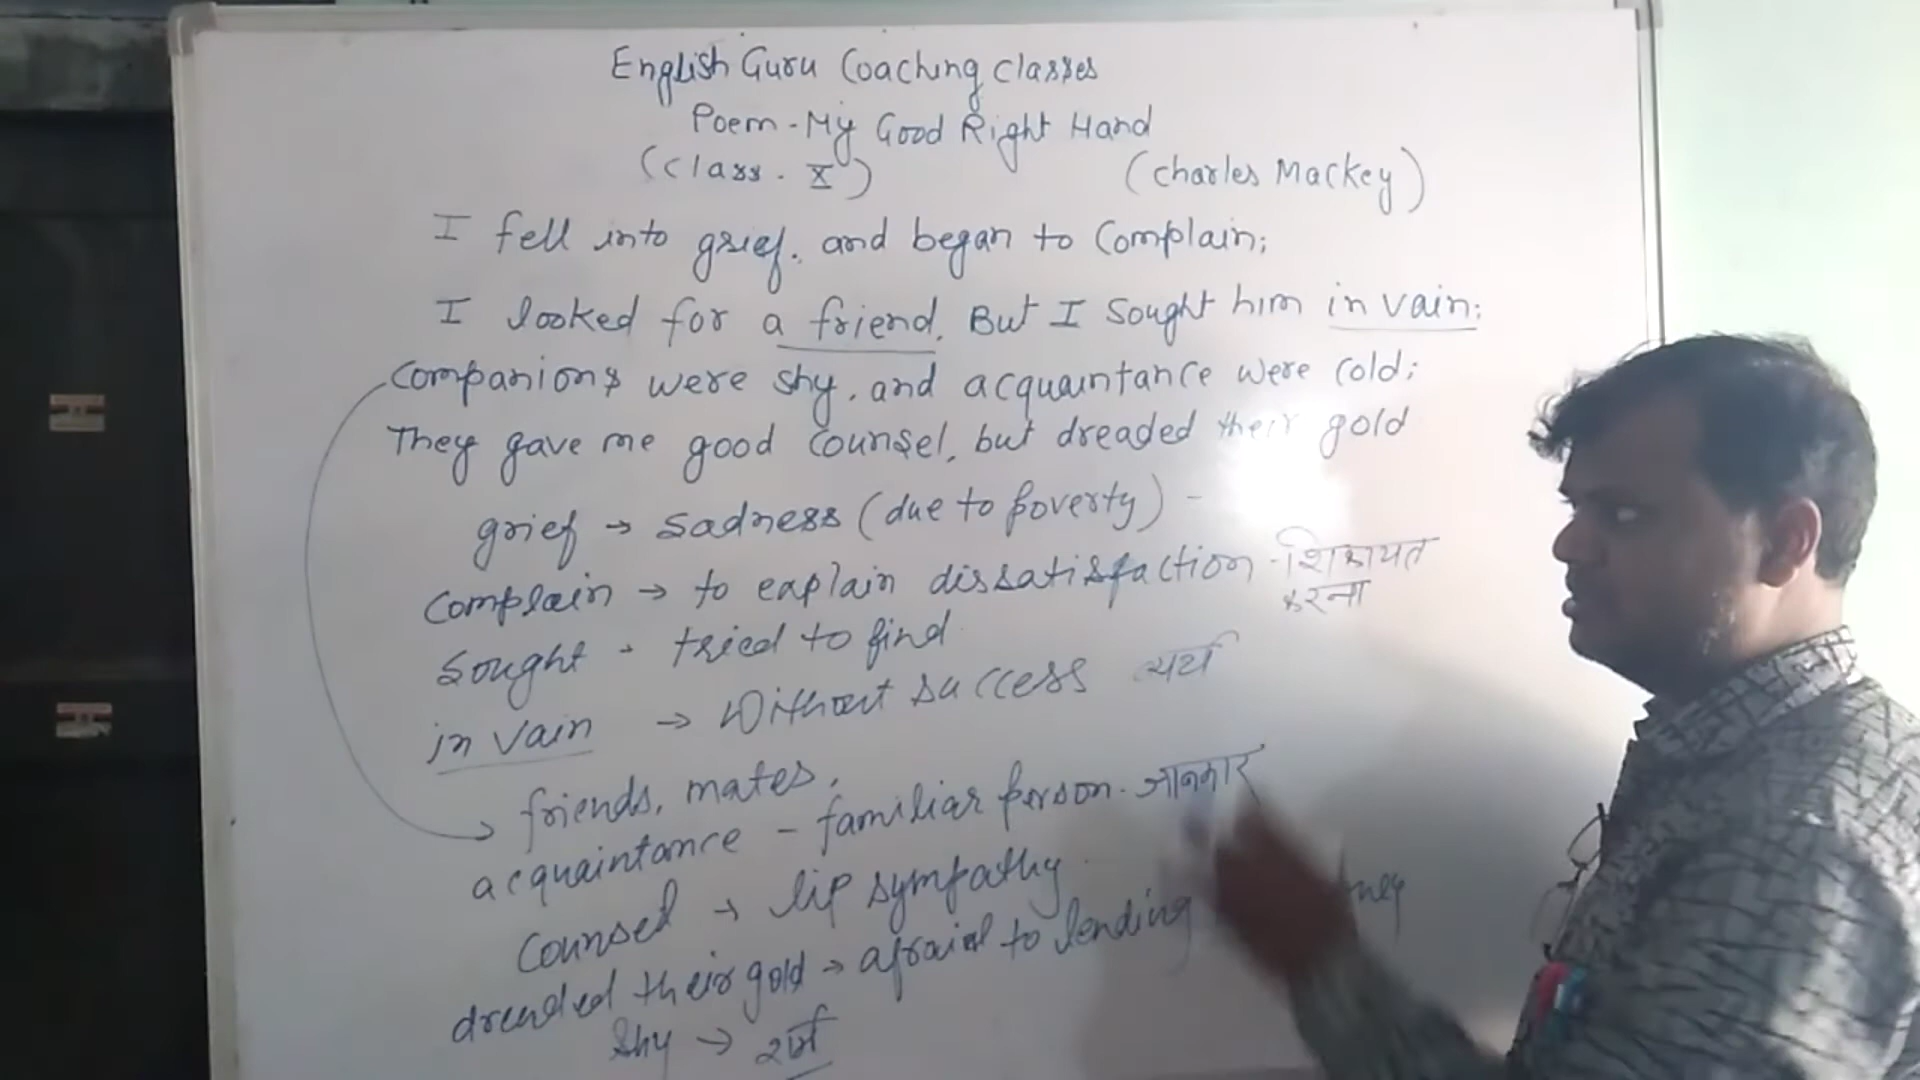 English Guru Coaching Classes
Poem - My Good Right Hand
(Class. X) (Charles Mackey)
I fell into grief. and began to Complain;
I looked for a friend. But I sought him in vain;
Companions were shy, and acquaintance were cold;
They gave me good Counsel, but dreaded their gold
grief → Sadness (due to poverty) -
Complain → to explain dissatisfaction - शिकायत
करना
Sought - tried to find
in vain → Without success व्यर्थ
friends, mates,
acquaintance - familiar person. जानकार
Counsel → lip sympathy
dreaded their gold → afraid to lending
Shy → शर्म